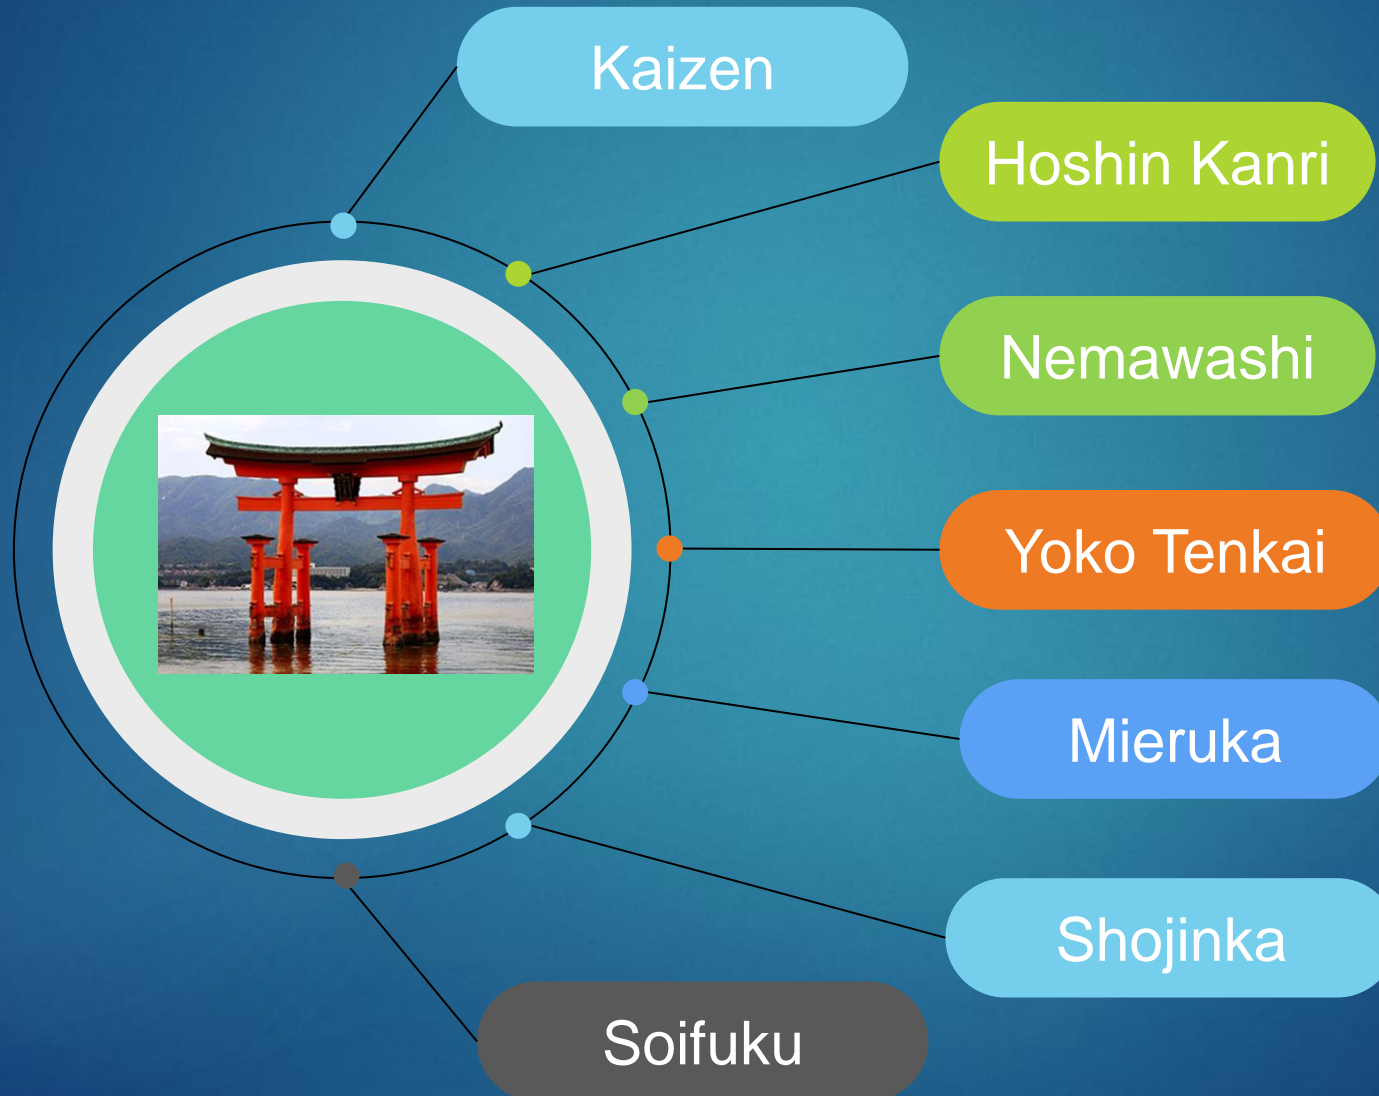 Kaizen
Hoshin Kanri
Nemawashi
Yoko Tenkai
Mieruka
Shojinka
Soifuku